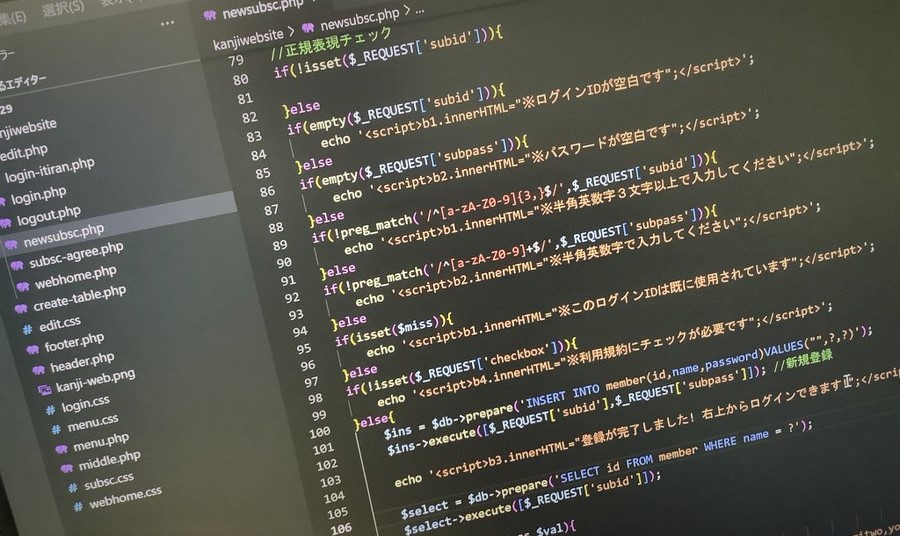 集(E) 選択(S)
...
エディター
29
njiwebsite
edit.php
login-itiran.php
login.php
logout.php
newsubsc.php
subsc-agree.php
webhome.php
create-table.php
edit.css
footer.php
header.php
kanji-web.png
login.css
menu.css
menu.php
middle.php
subsc.css
webhome.css
newsubsc.php
kanjiwebsite > newsubsc.php > ...
79 //正規表現チェック
80 if(!isset($_REQUEST['subid'])){
81
82 }else
83 if(empty($_REQUEST['subid'])){
84 echo '<script>b1.innerHTML="※ログインIDが空白です";</script>';
85 }else
86 if(empty($_REQUEST['subpass'])){
87 echo '<script>b2.innerHTML="※パスワードが空白です";</script>';
88 }else
89 if(!preg_match('/^[a-zA-Z0-9]{3,}$/',$_REQUEST['subid'])){
90 echo '<script>b1.innerHTML="※半角英数字３文字以上で入力してください";</script>';
91 }else
92 if(!preg_match('/^[a-zA-Z0-9]+$/',$_REQUEST['subpass'])){
93 echo '<script>b2.innerHTML="※半角英数字で入力してください";</script>';
94 }else
95 if(isset($miss)){
96 echo '<script>b1.innerHTML="※このログインIDは既に使用されています";</script>';
97 }else
98 if(!isset($_REQUEST['checkbox'])){
99 echo '<script>b4.innerHTML="※利用規約にチェックが必要です";</script>';
100 }else{
101 $ins = $db->prepare('INSERT INTO member(id,name,password)VALUES("",?,?)');
102 $ins->execute([$_REQUEST['subid'],$_REQUEST['subpass']]); //新規登録
103
104 echo '<script>b3.innerHTML="登録が完了しました! 右上からログインできます";</scrip
105
106 $select = $db->prepare('SELECT id FROM member WHERE name = ?');
$select->execute([$_REQUEST['subid']]);
$val){